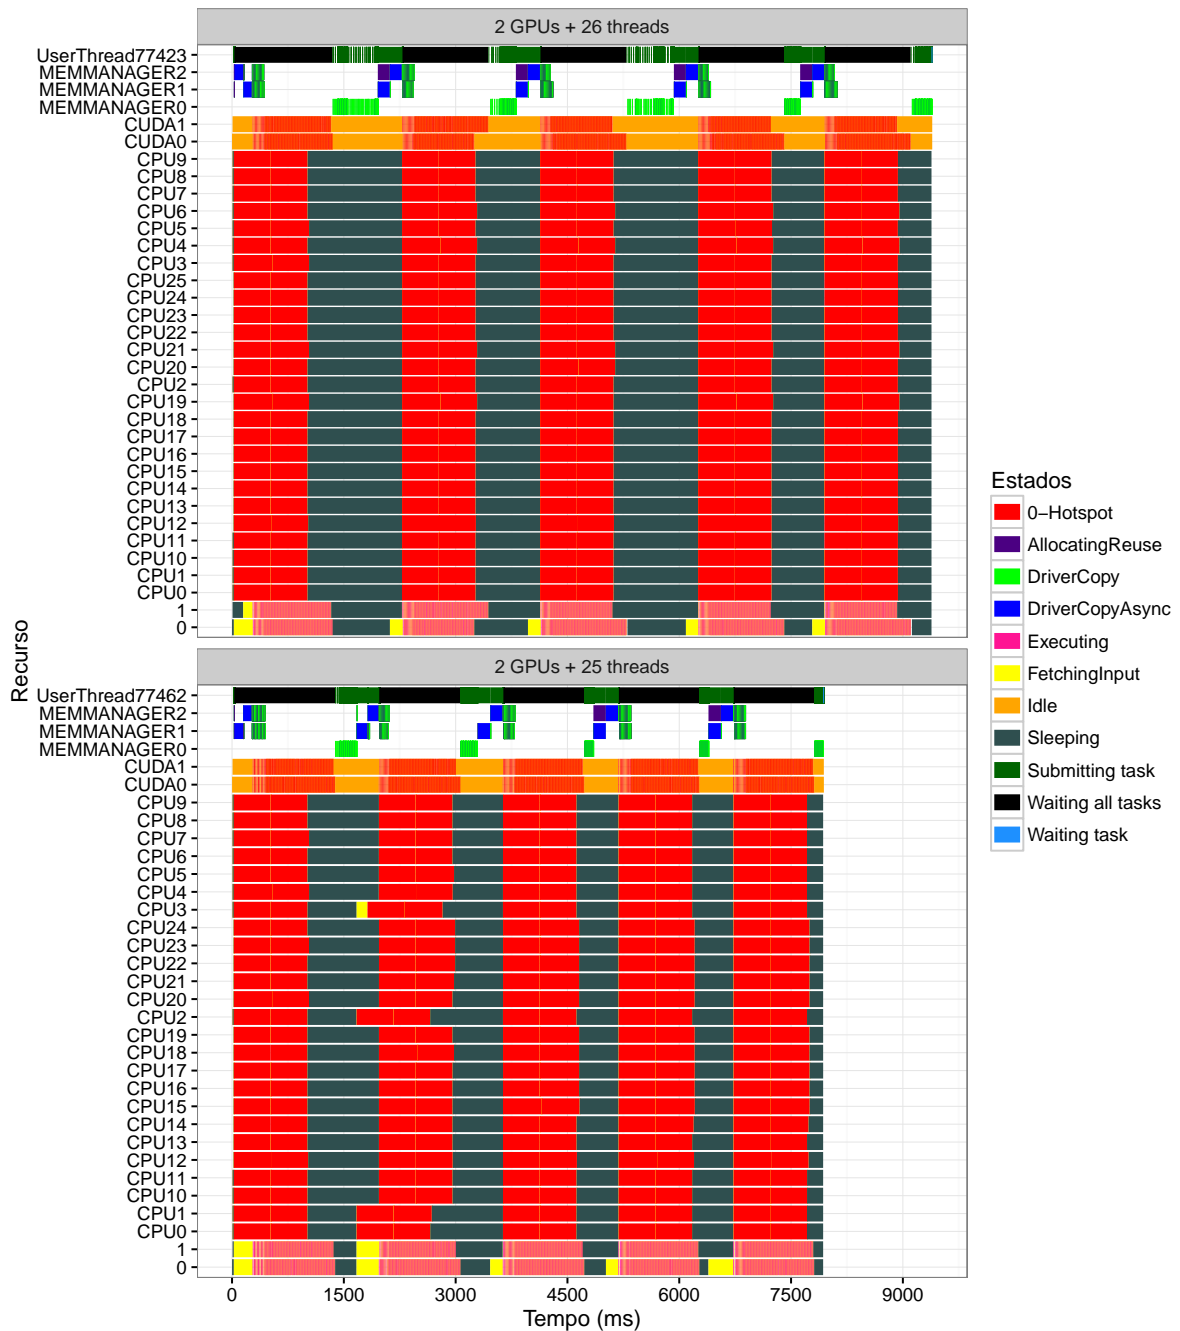 2 GPUs + 26 threads
UserThread77423
MEMMANAGER2
MEMMANAGER1
MEMMANAGER0
CUDA1
CUDA0
CPU9
CPU8
CPU7
CPU6
CPU5
CPU4
CPU3
CPU25
CPU24
CPU23
CPU22
CPU21
CPU20
CPU2
CPU19
CPU18
CPU17
CPU16
CPU15
CPU14
CPU13
CPU12
CPU11
CPU10
CPU1
CPU0
1
0
Recurso
2 GPUs + 25 threads
UserThread77462
MEMMANAGER2
MEMMANAGER1
MEMMANAGER0
CUDA1
CUDA0
CPU9
CPU8
CPU7
CPU6
CPU5
CPU4
CPU3
CPU24
CPU23
CPU22
CPU21
CPU20
CPU2
CPU19
CPU18
CPU17
CPU16
CPU15
CPU14
CPU13
CPU12
CPU11
CPU10
CPU1
CPU0
1
0
0 1500 3000 4500 6000 7500 9000
Tempo (ms)
Estados
0−Hotspot
AllocatingReuse
DriverCopy
DriverCopyAsync
Executing
FetchingInput
Idle
Sleeping
Submitting task
Waiting all tasks
Waiting task